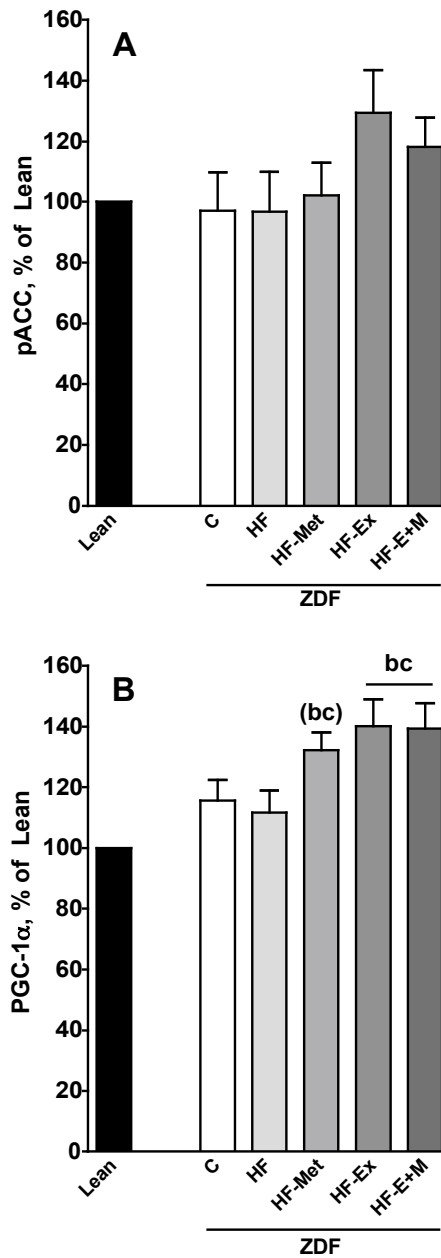 A
pACC, % of Lean
160
140
120
100
80
60
40
20
0
Lean
C
HF
HF-Met
HF-Ex
HF-E+M
ZDF
B
PGC-1α, % of Lean
160
140
120
100
80
60
40
20
0
(bc)
bc
Lean
C
HF
HF-Met
HF-Ex
HF-E+M
ZDF